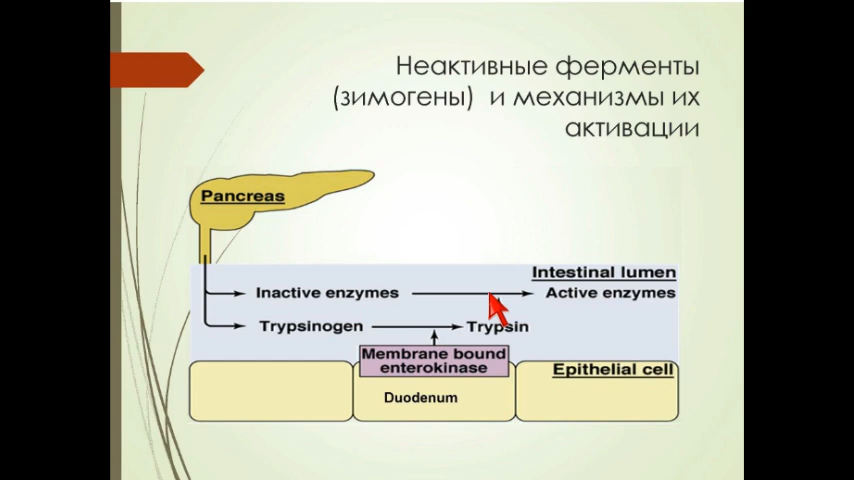 Неактивные ферменты
(зимогены) и механизмы их
активации
Pancreas
Intestinal lumen
Inactive enzymes
Active enzymes
Trypsinogen
Trypsin
Membrane bound
enterokinase
Epithelial cell
Duodenum